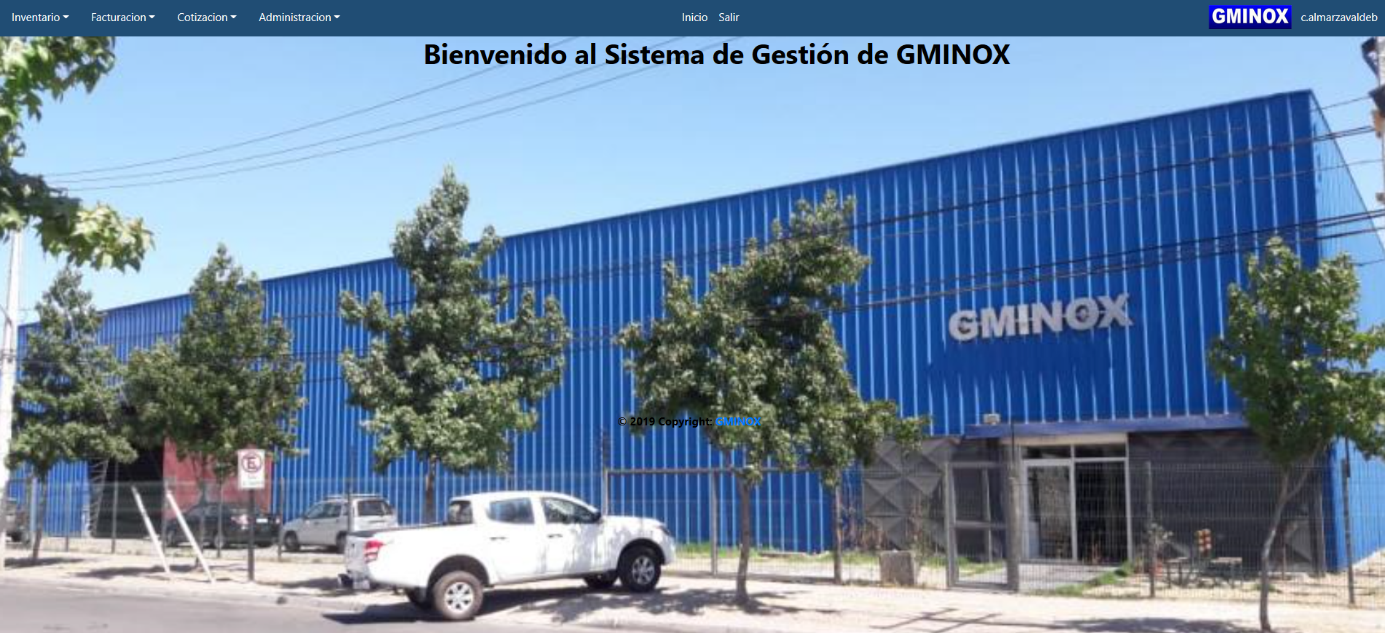 Inventario Facturacion Cotizacion Administracion Inicio Salir GMINOX c.almarzavaldeb
Bienvenido al Sistema de Gestión de GMINOX
GMINOX
© 2019 Copyright: GMINOX
E